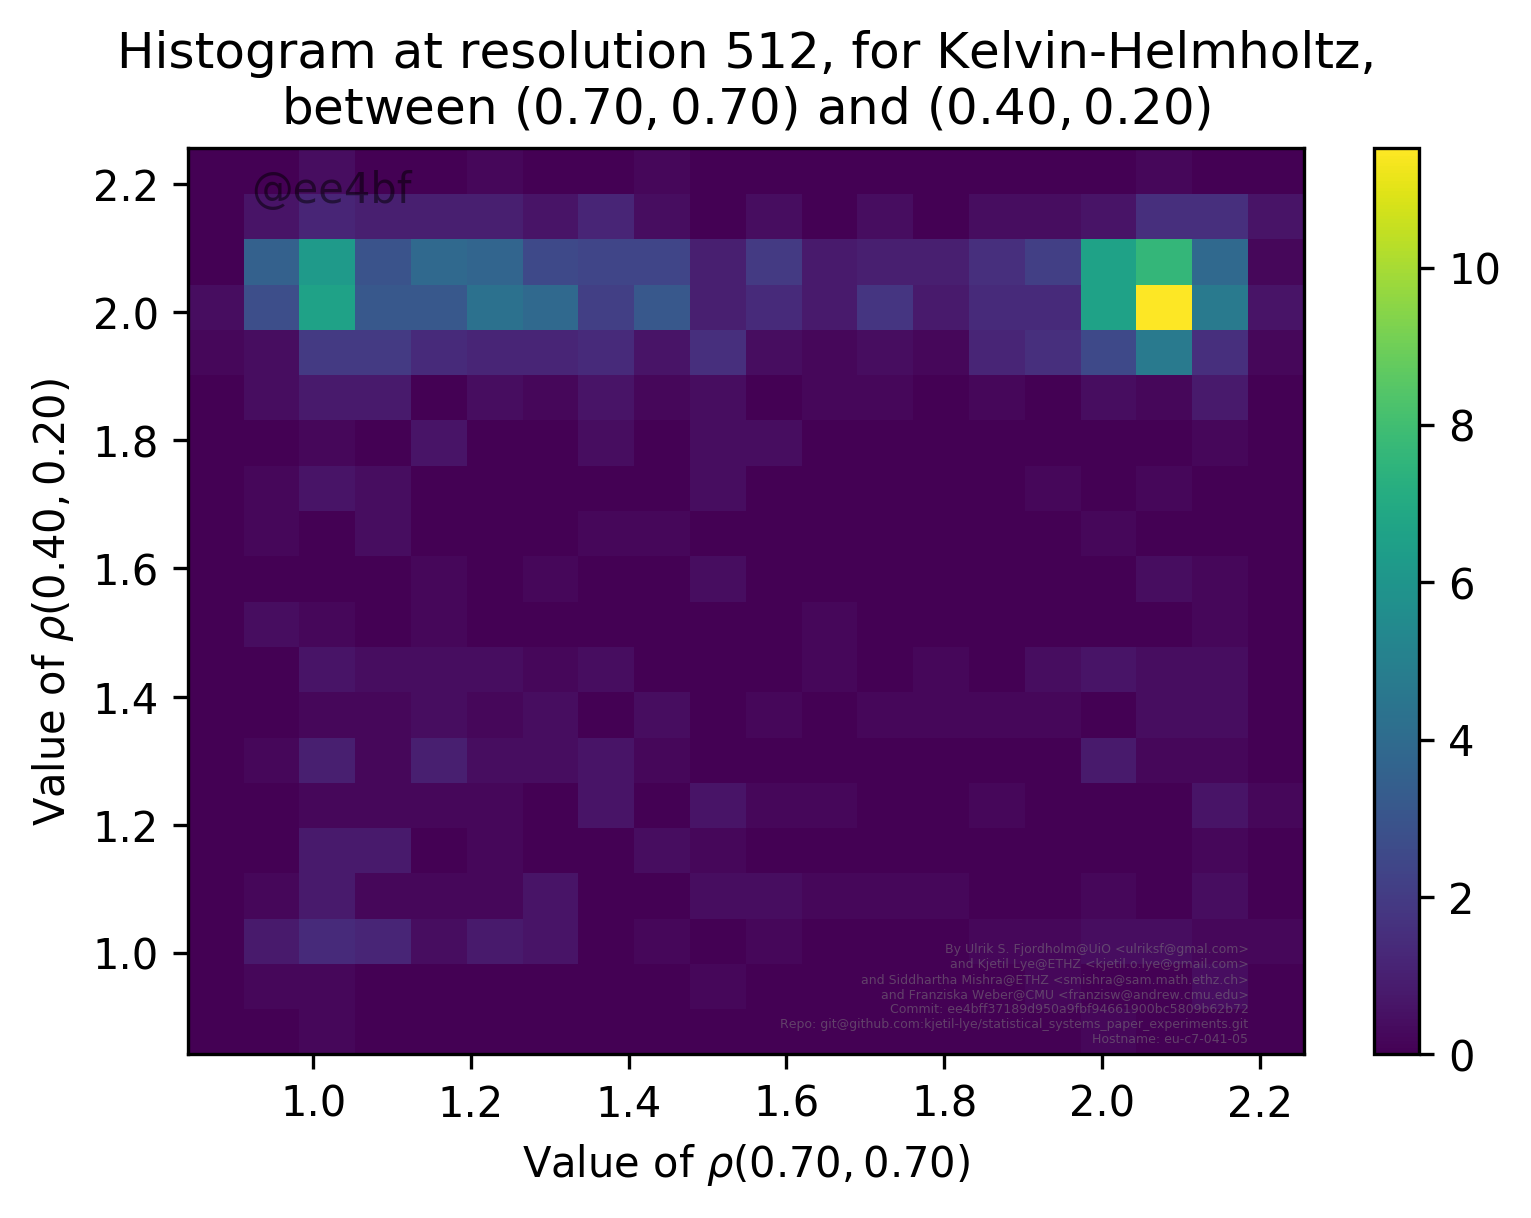 Histogram at resolution 512, for Kelvin-Helmholtz,
between (0.70, 0.70) and (0.40, 0.20)
@ee4bf
2.2
2.0
1.8
1.6
1.4
1.2
1.0
Value of ρ(0.40, 0.20)
10
8
6
4
2
0
By Ulrik S. Fjordholm@UiO <ulriksf@gmal.com>
and Kjetil Lye@ETHZ <kjetil.o.lye@gmail.com>
and Siddhartha Mishra@ETHZ <smishra@sam.math.ethz.ch>
and Franziska Weber@CMU <franzisw@andrew.cmu.edu>
Commit: ee4bff37189d950a9fbf94661900bc5809b62b72
Repo: git@github.com:kjetil-lye/statistical_systems_paper_experiments.git
Hostname: eu-c7-041-05
1.0 1.2 1.4 1.6 1.8 2.0 2.2
Value of ρ(0.70, 0.70)